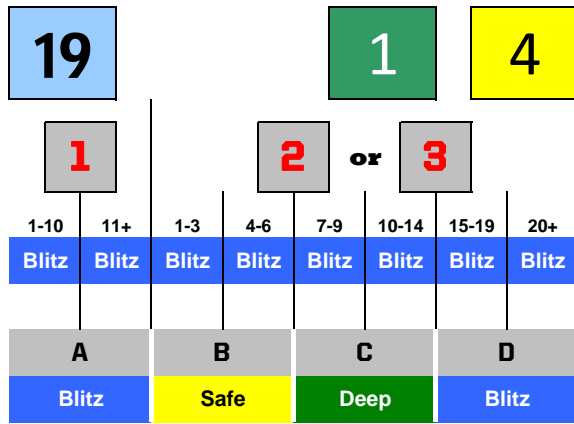 19 1 4
1 2 or 3
1-10 11+ 1-3 4-6 7-9 10-14 15-19 20+
Blitz Blitz Blitz Blitz Blitz Blitz Blitz Blitz
A B C D
Blitz Safe Deep Blitz